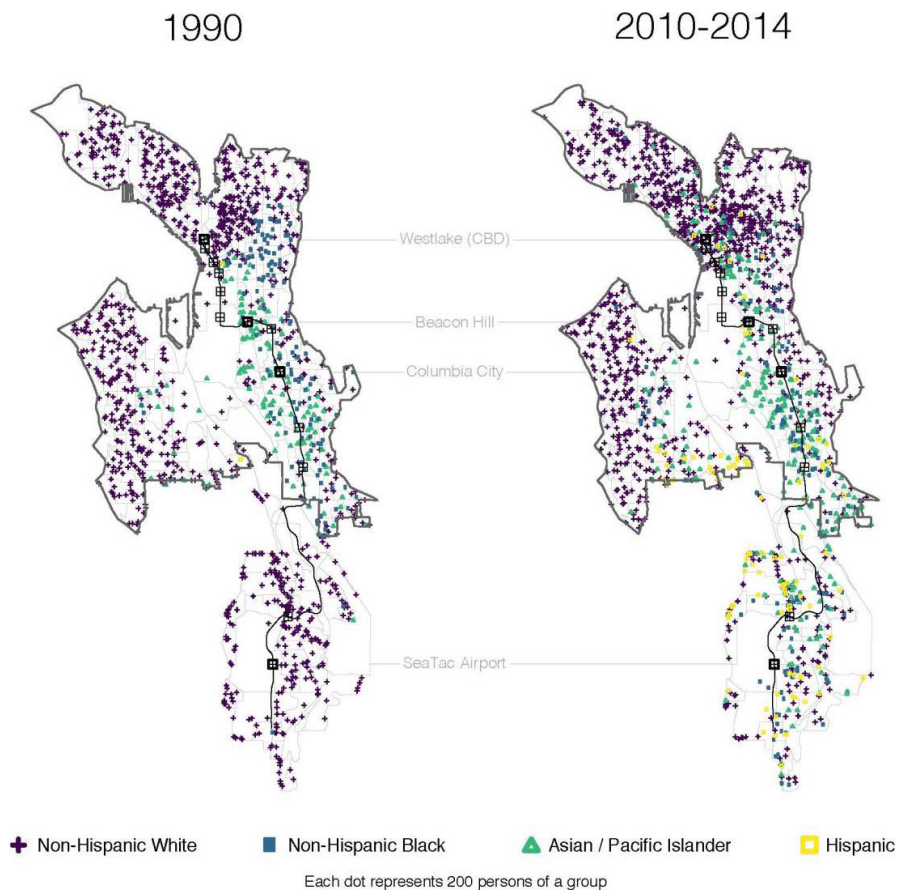 1990
2010-2014
Westlake (CBD)
Beacon Hill
Columbia City
SeaTac Airport
Non-Hispanic White
Non-Hispanic Black
Asian / Pacific Islander
Hispanic
Each dot represents 200 persons of a group